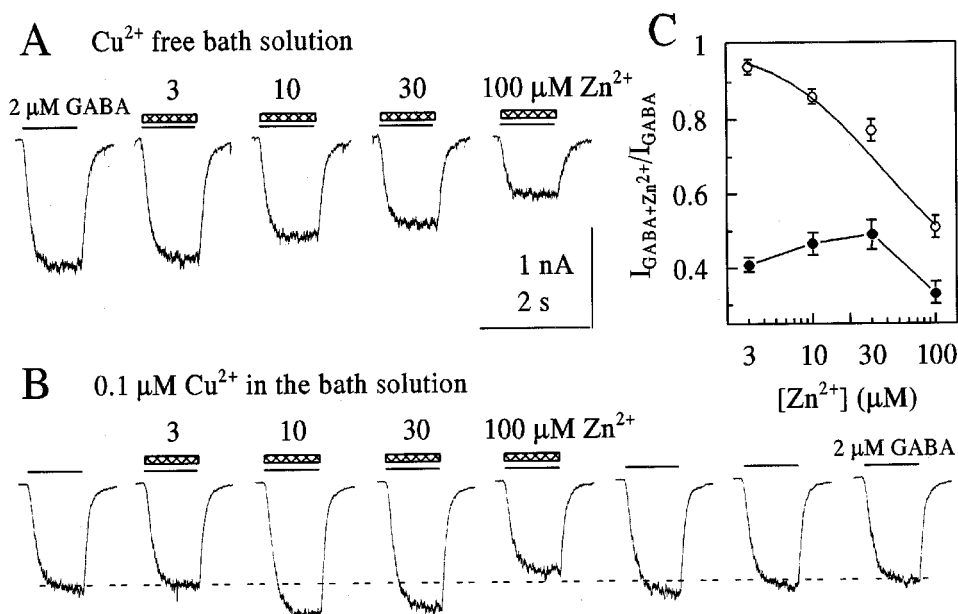 A Cu²⁺ free bath solution
2 μM GABA 3 10 30 100 μM Zn²⁺
1 nA
2 s
B 0.1 μM Cu²⁺ in the bath solution
3 10 30 100 μM Zn²⁺ 2 μM GABA
C
I_GABA+Zn²⁺/I_GABA
1
0.8
0.6
0.4
3 10 30 100
[Zn²⁺] (μM)